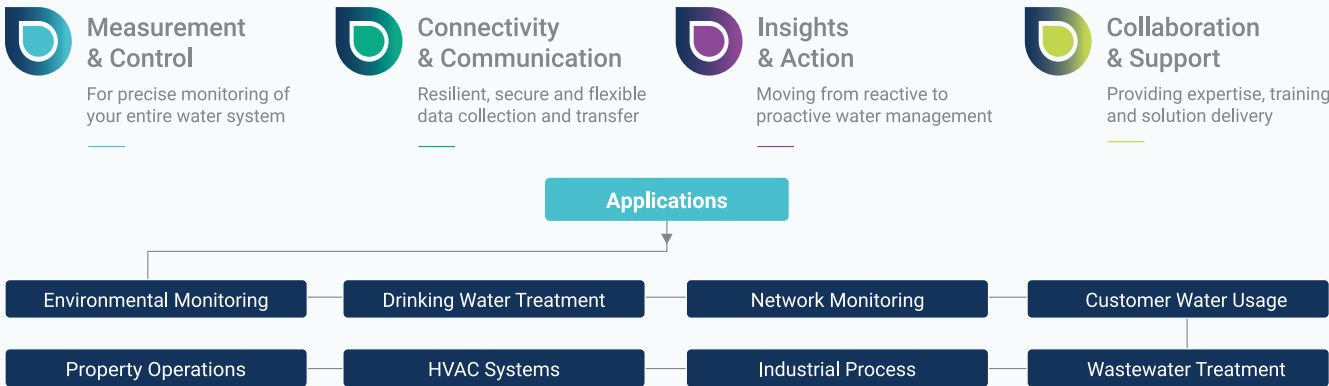 Measurement
& Control
For precise monitoring of
your entire water system
Connectivity
& Communication
Resilient, secure and flexible
data collection and transfer
Insights
& Action
Moving from reactive to
proactive water management
Collaboration
& Support
Providing expertise, training
and solution delivery
Applications
Environmental Monitoring
Drinking Water Treatment
Network Monitoring
Customer Water Usage
Property Operations
HVAC Systems
Industrial Process
Wastewater Treatment